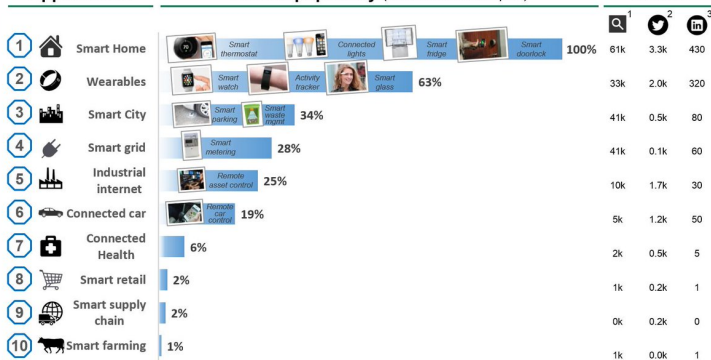 1 2 3
1 Smart Home Smart thermostat Connected lights Smart fridge Smart doorlock 100% 61k 3.3k 430
2 Wearables Smart watch Activity tracker Smart glass 63% 33k 2.0k 320
3 Smart City Smart parking Smart waste mgmt 34% 41k 0.5k 80
4 Smart grid Smart metering 28% 41k 0.1k 60
5 Industrial internet Remote asset control 25% 10k 1.7k 30
6 Connected car Remote car control 19% 5k 1.2k 50
7 Connected Health 6% 2k 0.5k 5
8 Smart retail 2% 1k 0.2k 1
9 Smart supply chain 2% 0k 0.2k 0
10 Smart farming 1% 1k 0.0k 1